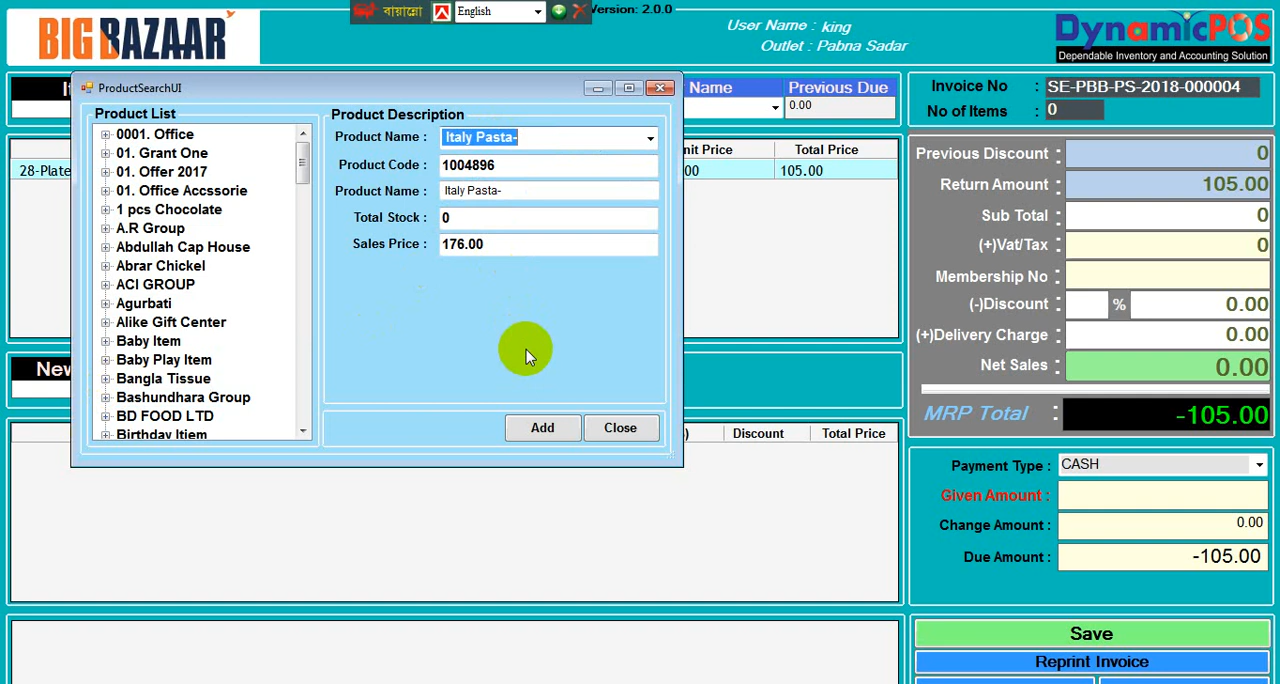 বায়ান্নো English Version: 2.0.0
BIG BAZAAR
User Name : king
Outlet : Pabna Sadar
DynamicPOS
Dependable Inventory and Accounting Solution
ProductSearchUI
Product List
0001. Office
01. Grant One
01. Offer 2017
01. Office Accssorie
1 pcs Chocolate
A.R Group
Abdullah Cap House
Abrar Chickel
ACI GROUP
Agurbati
Alike Gift Center
Baby Item
Baby Play Item
Bangla Tissue
Bashundhara Group
BD FOOD LTD
Birthday Itiem
Product Description
Product Name : Italy Pasta-
Product Code : 1004896
Product Name : Italy Pasta-
Total Stock : 0
Sales Price : 176.00
Add Close
Name Previous Due
0.00
Total Price
28-Plate 105.00
New
Discount Total Price
Invoice No : SE-PBB-PS-2018-000004
No of Items : 0
Previous Discount : 0
Return Amount : 105.00
Sub Total : 0
(+)Vat/Tax : 0
Membership No :
(-)Discount : % 0.00
(+)Delivery Charge : 0.00
Net Sales : 0.00
MRP Total : -105.00
Payment Type : CASH
Given Amount :
Change Amount : 0.00
Due Amount : -105.00
Save
Reprint Invoice